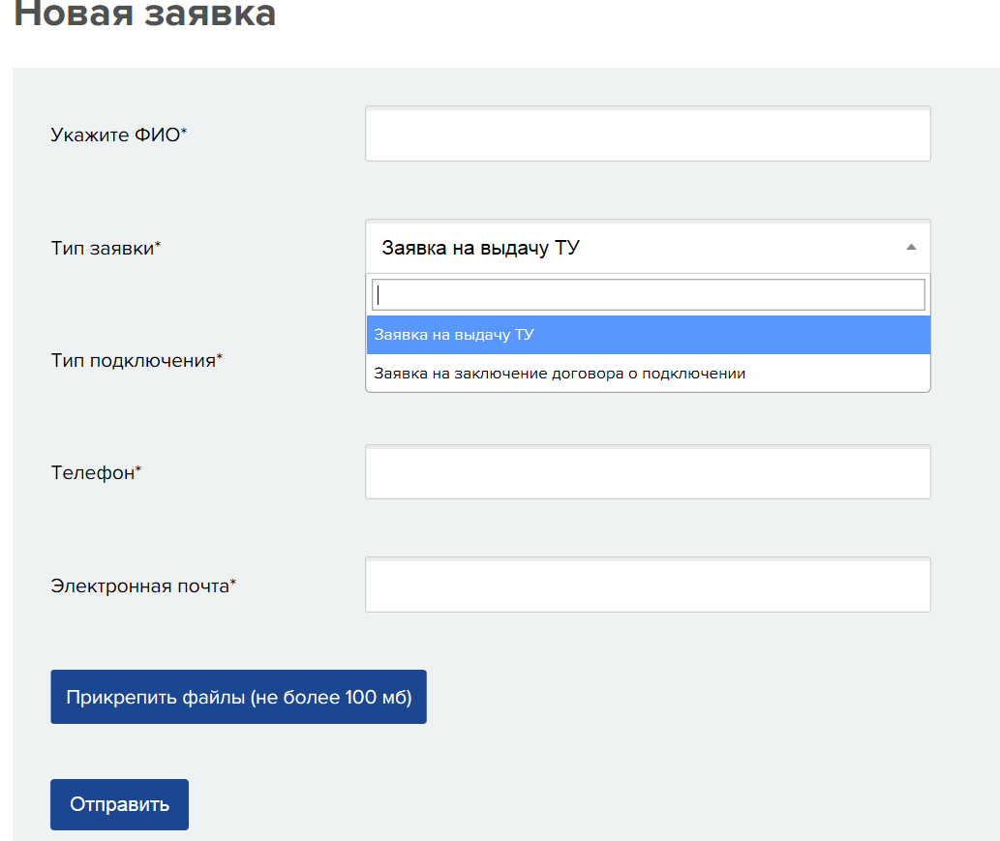 Новая заявка
Укажите ФИО*
Тип заявки*
Заявка на выдачу ТУ
Заявка на выдачу ТУ
Тип подключения*
Заявка на заключение договора о подключении
Телефон*
Электронная почта*
Прикрепить файлы (не более 100 мб)
Отправить